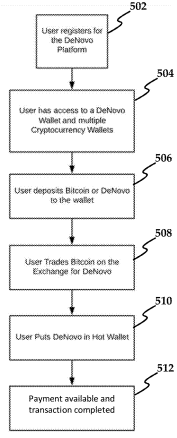 502
User registers for
the DeNovo
Platform
504
User has access to a DeNovo
Wallet and multiple
Cryptocurrency Wallets
506
User deposits Bitcoin or DeNovo
to the wallet
508
User Trades Bitcoin on the
Exchange for DeNovo
510
User Puts DeNovo in Hot Wallet
512
Payment available and
transaction completed